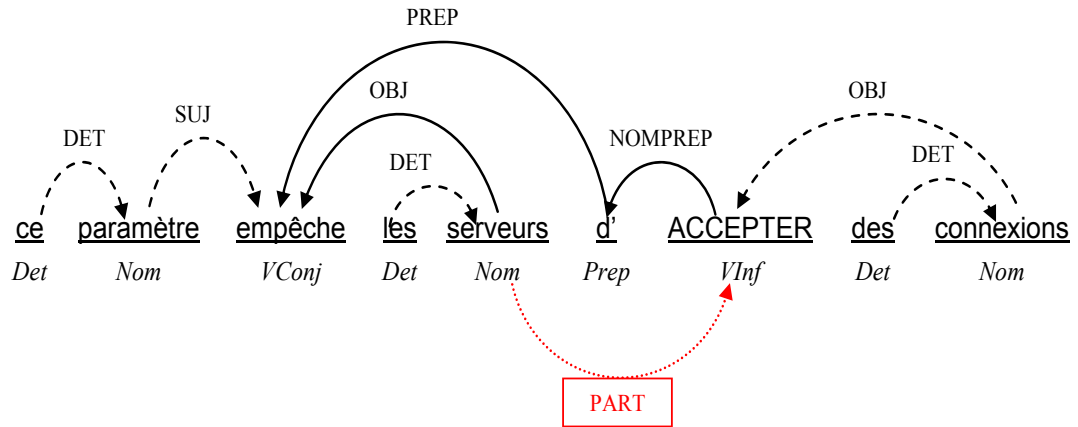 PREP
OBJ OBJ
SUJ
DET DET NOMPREP DET
ce paramètre empêche les serveurs d’ ACCEPTER des connexions
Det Nom VConj Det Nom Prep VInf Det Nom
PART